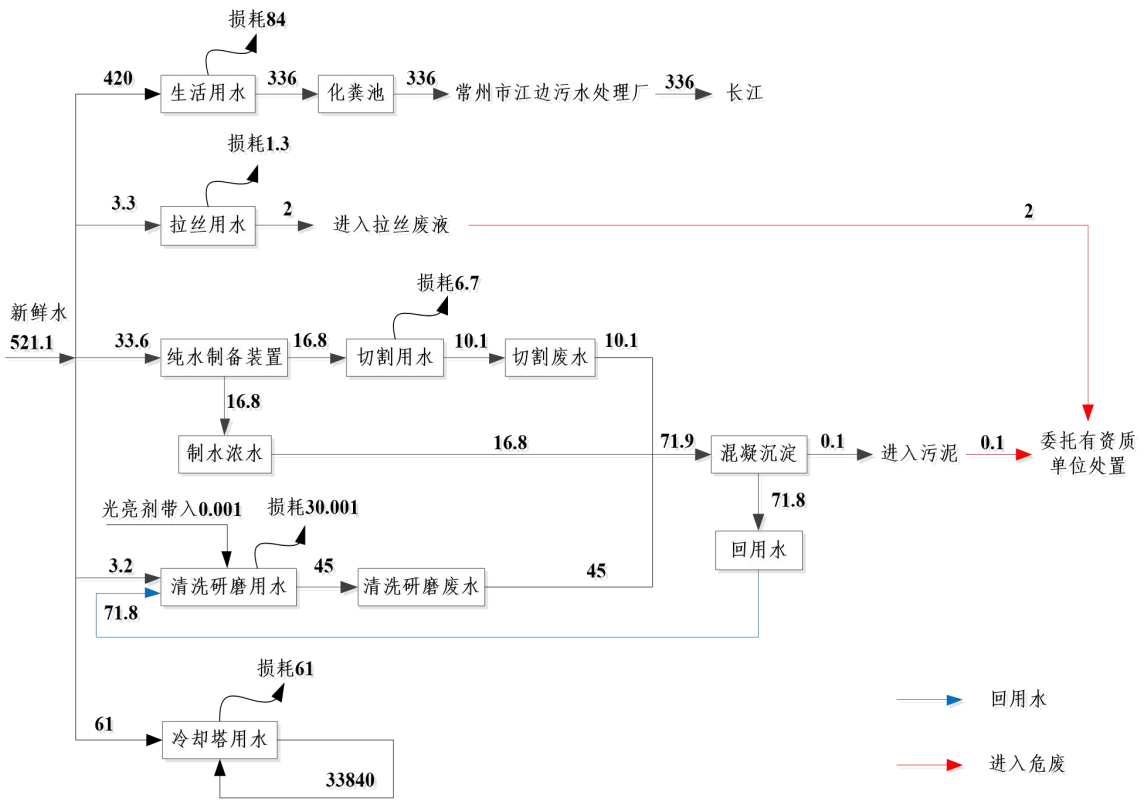 损耗84
420
生活用水
336
化粪池
336
常州市江边污水处理厂
336
长江
损耗1.3
3.3
拉丝用水
2
进入拉丝废液
2
损耗6.7
新鲜水
521.1
33.6
纯水制备装置
16.8
切割用水
10.1
切割废水
10.1
16.8
制水浓水
16.8
71.9
混凝沉淀
0.1
进入污泥
0.1
委托有资质
单位处置
71.8
回用水
光亮剂带入0.001
损耗30.001
3.2
清洗研磨用水
45
清洗研磨废水
45
71.8
损耗61
61
冷却塔用水
33840
回用水
进入危废